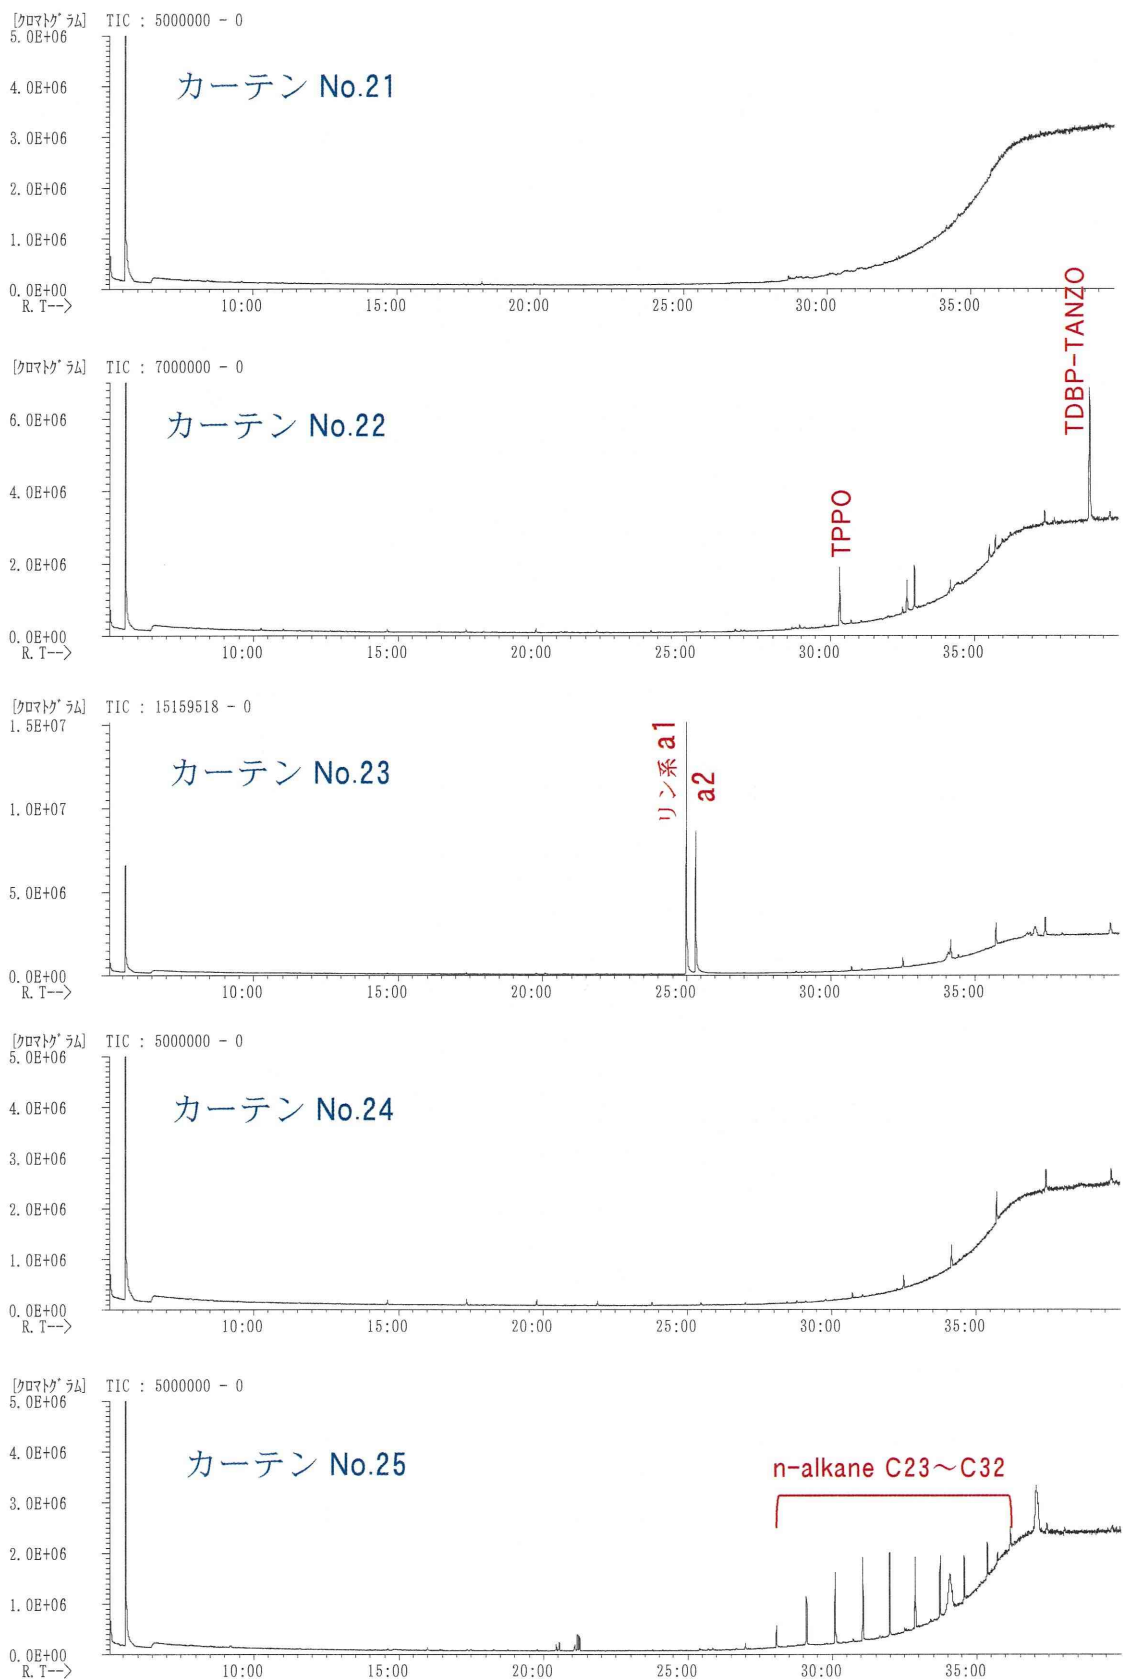 [クロマトグラム] TIC : 5000000 - 0
5.0E+06
カーテン No.21
4.0E+06
3.0E+06
2.0E+06
1.0E+06
0.0E+00
R.T-->
10:00 15:00 20:00 25:00 30:00 35:00
[クロマトグラム] TIC : 7000000 - 0
TDBP-TANZO
6.0E+06
カーテン No.22
4.0E+06
TPPO
2.0E+06
0.0E+00
R.T-->
10:00 15:00 20:00 25:00 30:00 35:00
[クロマトグラム] TIC : 15159518 - 0
1.5E+07
リン系 a1
a2
カーテン No.23
1.0E+07
5.0E+06
0.0E+00
R.T-->
10:00 15:00 20:00 25:00 30:00 35:00
[クロマトグラム] TIC : 5000000 - 0
5.0E+06
カーテン No.24
4.0E+06
3.0E+06
2.0E+06
1.0E+06
0.0E+00
R.T-->
10:00 15:00 20:00 25:00 30:00 35:00
[クロマトグラム] TIC : 5000000 - 0
5.0E+06
カーテン No.25
4.0E+06
n-alkane C23～C32
3.0E+06
2.0E+06
1.0E+06
0.0E+00
R.T-->
10:00 15:00 20:00 25:00 30:00 35:00